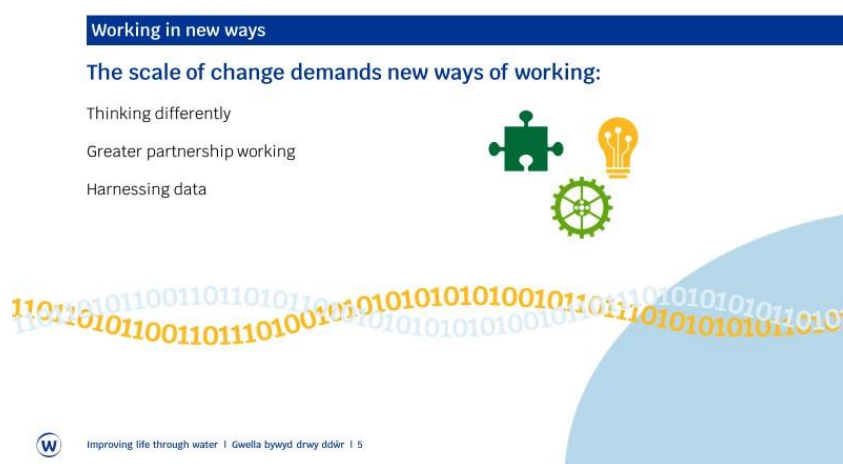 Working in new ways
The scale of change demands new ways of working:
Thinking differently
Greater partnership working
Harnessing data
W
Improving life through water | Gwella bywyd drwy ddŵr | 5